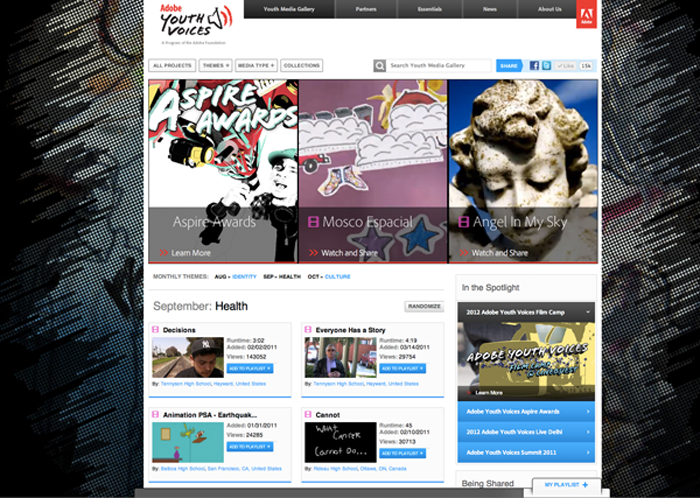 Adobe
YOUTH
VOICES
A Program of the Adobe Foundation
Youth Media Gallery
Partners
Essentials
News
About Us
Adobe
ALL PROJECTS
THEMES
MEDIA TYPE
COLLECTIONS
Search Youth Media Gallery
SHARE
Like
15k
ASPIRE
AWARDS
Aspire Awards
Learn More
Mosco Espacial
Watch and Share
Angel In My Sky
Watch and Share
MONTHLY THEMES: AUG IDENTITY SEP HEALTH OCT CULTURE
September: Health
RANDOMIZE
Decisions
Runtime: 3:02
Added: 02/02/2011
Views: 143052
ADD TO PLAYLIST
By: Tennyson High School, Hayward, United States
Everyone Has a Story
Runtime: 4:19
Added: 03/14/2011
Views: 29754
ADD TO PLAYLIST
By: Tennyson High School, Hayward, United States
Animation PSA - Earthquak...
Added: 01/31/2011
Views: 24285
ADD TO PLAYLIST
By: Balboa High School, San Francisco, CA, United States
Cannot
WHAT
CANCER
CANNOT DO...
Runtime: 45
Added: 02/10/2011
Views: 30713
ADD TO PLAYLIST
High School, Ottawa, ON, Canada
In the Spotlight
2012 Adobe Youth Voices Film Camp
ADOBE YOUTH VOICES
FILM CAMP
Learn More
Adobe Youth Voices Aspire Awards
2012 Adobe Youth Voices Live Delhi
Adobe Youth Voices Summit 2011
Being Shared
MY PLAYLIST